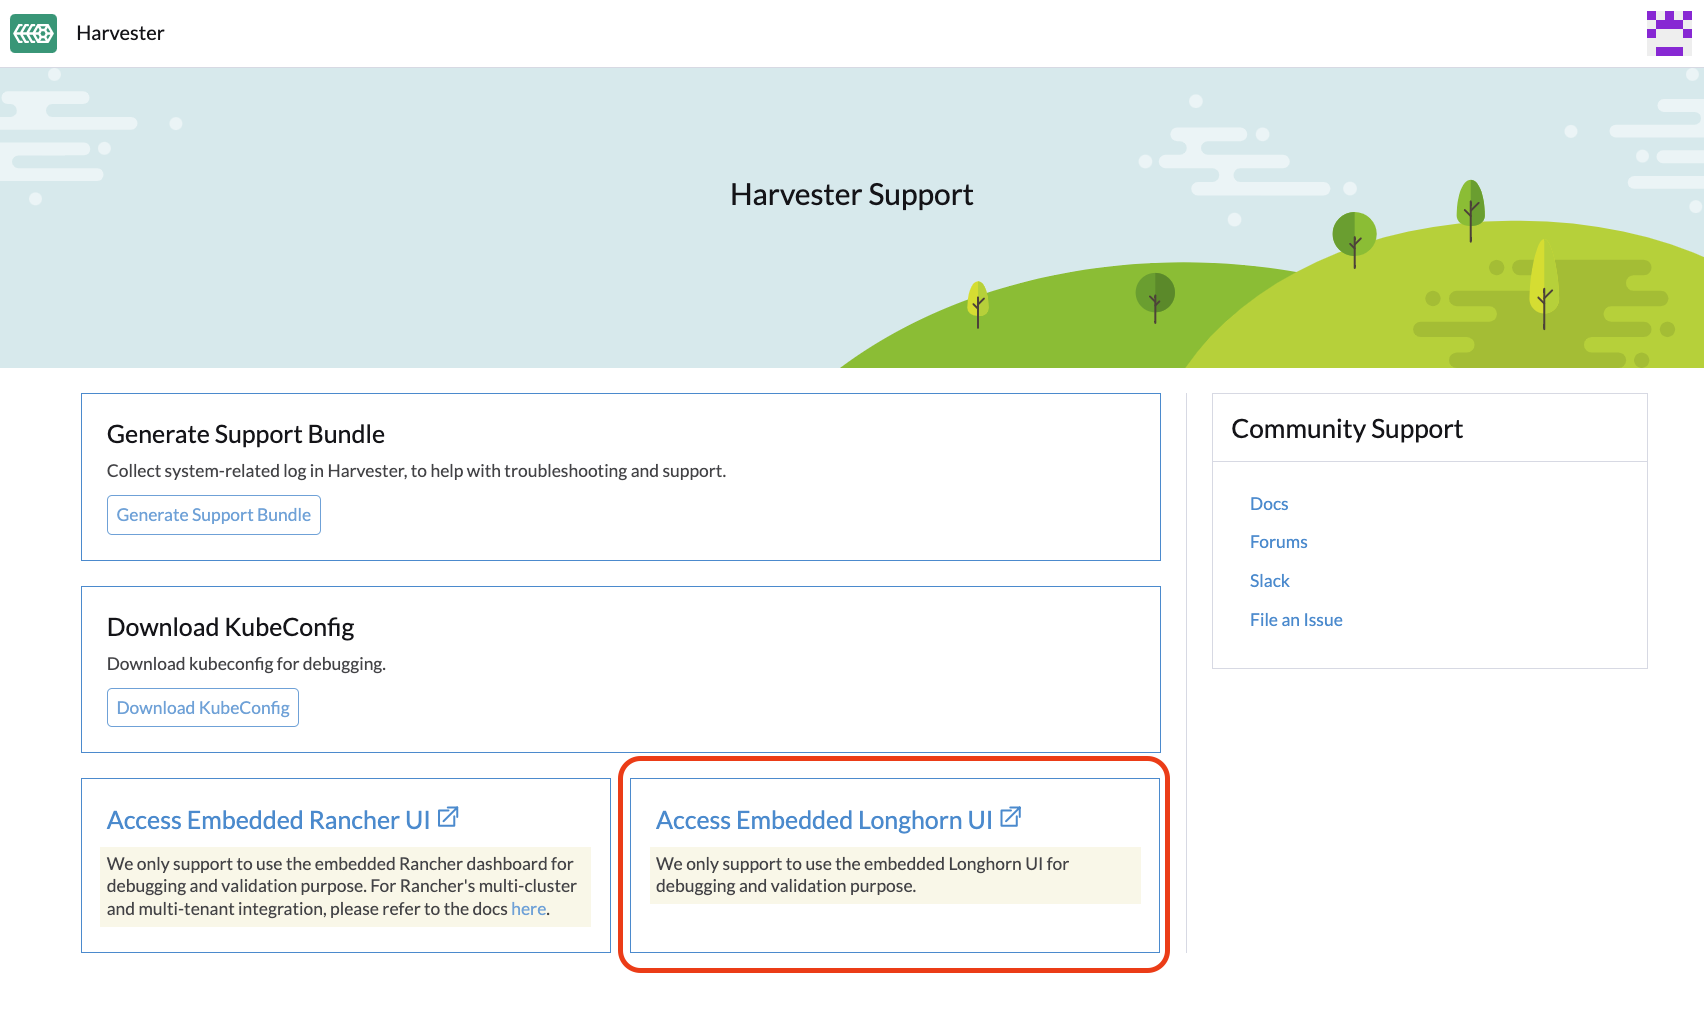 Harvester
Harvester Support
Generate Support Bundle
Collect system-related log in Harvester, to help with troubleshooting and support.
Generate Support Bundle
Download KubeConfig
Download kubeconfig for debugging.
Download KubeConfig
Access Embedded Rancher UI
We only support to use the embedded Rancher dashboard for
debugging and validation purpose. For Rancher's multi-cluster
and multi-tenant integration, please refer to the docs here.
Access Embedded Longhorn UI
We only support to use the embedded Longhorn UI for
debugging and validation purpose.
Community Support
Docs
Forums
Slack
File an Issue